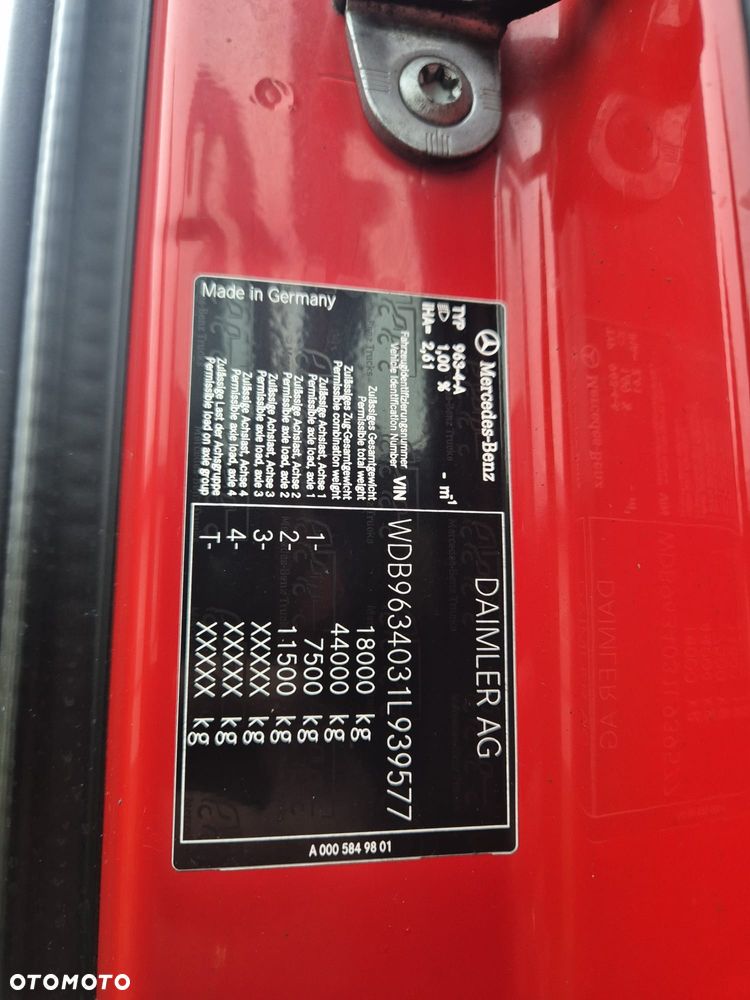 Mercedes-Benz
DAIMLER AG
TYP 963-4-A
1,00 % - m-1
IHA= 2,61
Fahrzeugidentifizierungsnummer
Vehicle Identification Number VIN WDB9634031L939577
Zulässiges Gesamtgewicht
Permissible total weight 18000 kg
Zulässiges Zug-Gesamtgewicht
Permissible combination weight 44000 kg
Zulässige Achslast, Achse 1
Permissible axle load, axle 1 1- 7500 kg
Zulässige Achslast, Achse 2
Permissible axle load, axle 2 2- 11500 kg
Zulässige Achslast, Achse 3
Permissible axle load, axle 3 3- XXXXX kg
Zulässige Achslast, Achse 4
Permissible axle load, axle 4 4- XXXXX kg
Zulässige Last der Achsgruppe
Permissible load on axle group T- XXXXX kg
Made in Germany
A 000 584 98 01
OTOMOTO